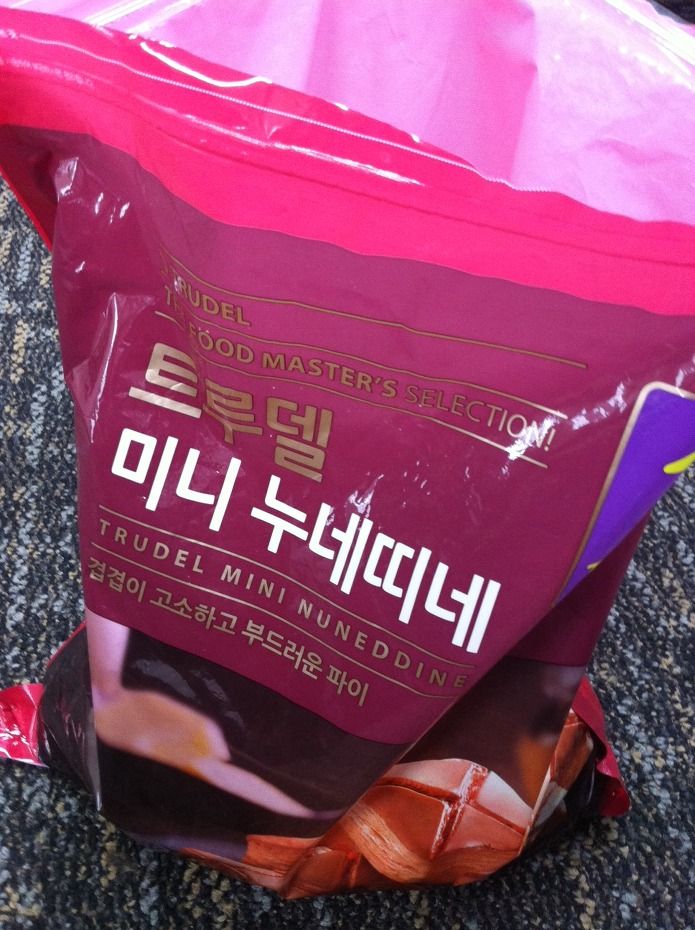 TRUDEL
THE FOOD MASTER'S SELECTION!
트루델
미니 누네띠네
TRUDEL MINI NUNEDDINE
겹겹이 고소하고 부드러운 파이